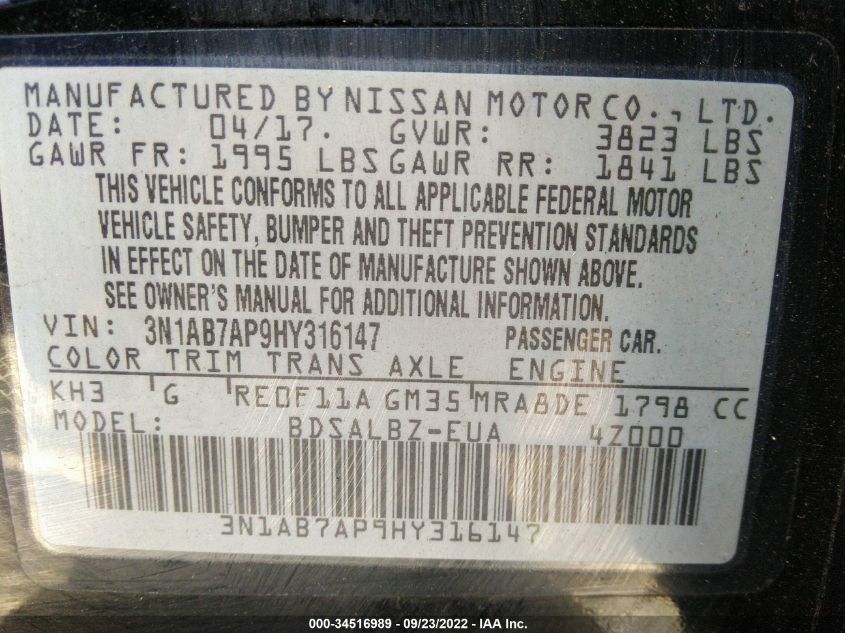 MANUFACTURED BY NISSAN MOTOR CO., LTD.
DATE: 04/17. GVWR: 3823 LBS
GAWR FR: 1995 LBS GAWR RR: 1841 LBS
THIS VEHICLE CONFORMS TO ALL APPLICABLE FEDERAL MOTOR
VEHICLE SAFETY, BUMPER AND THEFT PREVENTION STANDARDS
IN EFFECT ON THE DATE OF MANUFACTURE SHOWN ABOVE.
SEE OWNER'S MANUAL FOR ADDITIONAL INFORMATION.
VIN: 3N1AB7AP9HY316147 PASSENGER CAR.
COLOR TRIM TRANS AXLE ENGINE
KH3 G RE0F11A GM35 MRA8DE 1798 CC
MODEL: BDSALBZ-EUA 4Z000
3N1AB7AP9HY316147
000-34516989 - 09/23/2022 - IAA Inc.